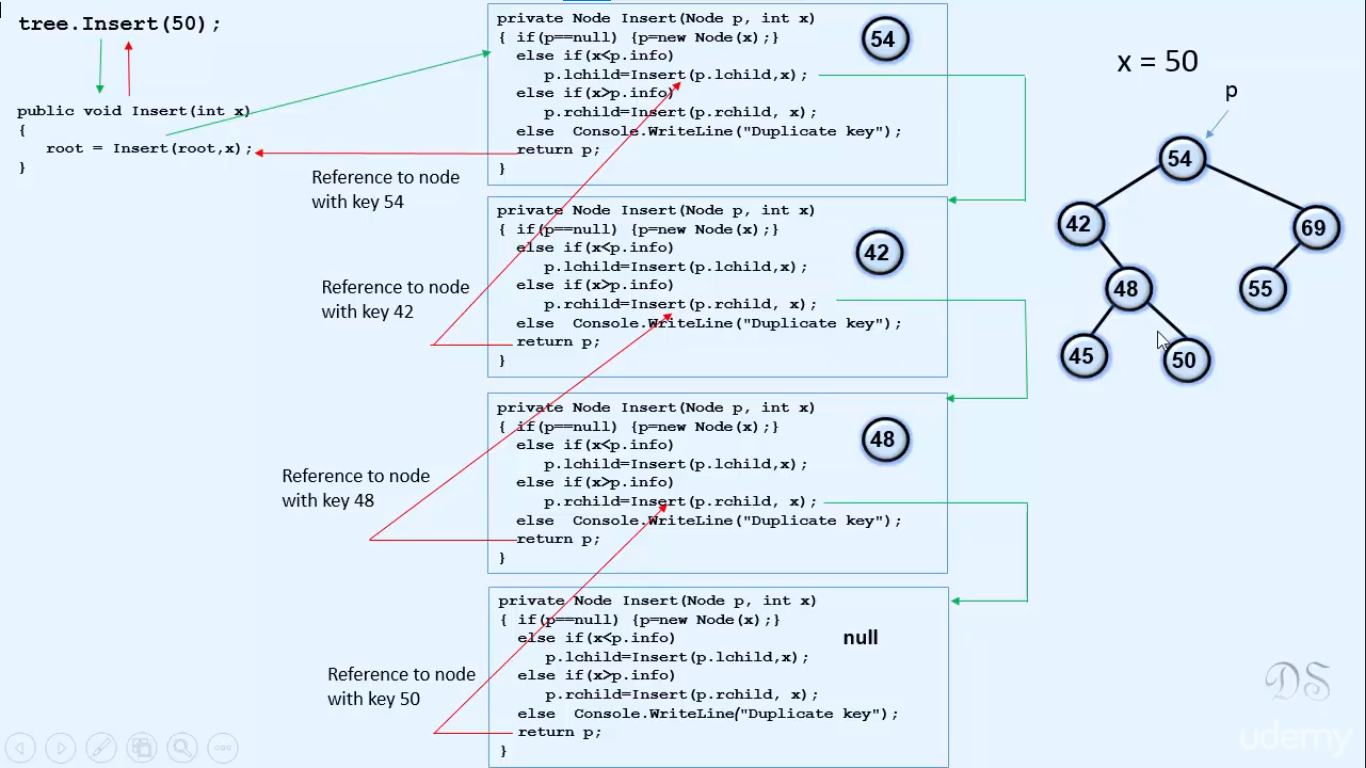 tree.Insert(50);
public void Insert(int x)
{
root = Insert(root,x);
}
private Node Insert(Node p, int x)
{ if(p==null) {p=new Node(x);}
else if(x<p.info)
p.lchild=Insert(p.lchild,x);
else if(x>p.info)
p.rchild=Insert(p.rchild, x);
else Console.WriteLine("Duplicate key");
return p;
}
54
Reference to node
with key 54
private Node Insert(Node p, int x)
{ if(p==null) {p=new Node(x);}
else if(x<p.info)
p.lchild=Insert(p.lchild,x);
else if(x>p.info)
p.rchild=Insert(p.rchild, x);
else Console.WriteLine("Duplicate key");
return p;
}
42
Reference to node
with key 42
private Node Insert(Node p, int x)
{ if(p==null) {p=new Node(x);}
else if(x<p.info)
p.lchild=Insert(p.lchild,x);
else if(x>p.info)
p.rchild=Insert(p.rchild, x);
else Console.WriteLine("Duplicate key");
return p;
}
48
Reference to node
with key 48
private Node Insert(Node p, int x)
{ if(p==null) {p=new Node(x);}
else if(x<p.info)
p.lchild=Insert(p.lchild,x);
else if(x>p.info)
p.rchild=Insert(p.rchild, x);
else Console.WriteLine("Duplicate key");
return p;
}
null
Reference to node
with key 50
x = 50
p
54
42 69
48 55
45 50
DS
udemy